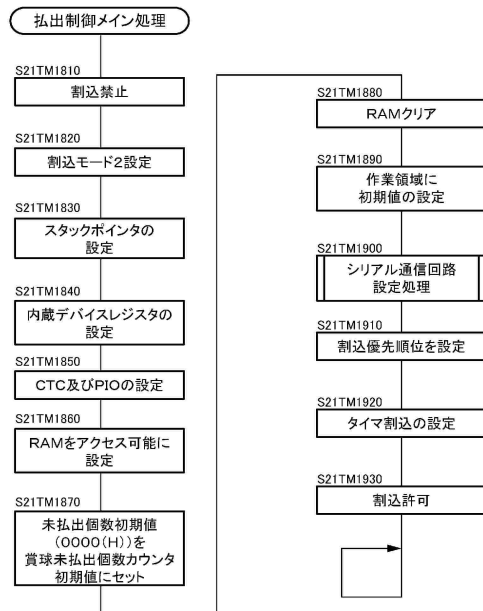 払出制御メイン処理
S21TM1810
割込禁止
S21TM1820
割込モード2設定
S21TM1830
スタックポインタの
設定
S21TM1840
内蔵デバイスレジスタの
設定
S21TM1850
CTC及びPIOの設定
S21TM1860
RAMをアクセス可能に
設定
S21TM1870
未払出個数初期値
(0000(H))を
賞球未払出個数カウンタ
初期値にセット
S21TM1880
RAMクリア
S21TM1890
作業領域に
初期値の設定
S21TM1900
シリアル通信回路
設定処理
S21TM1910
割込優先順位を設定
S21TM1920
タイマ割込の設定
S21TM1930
割込許可